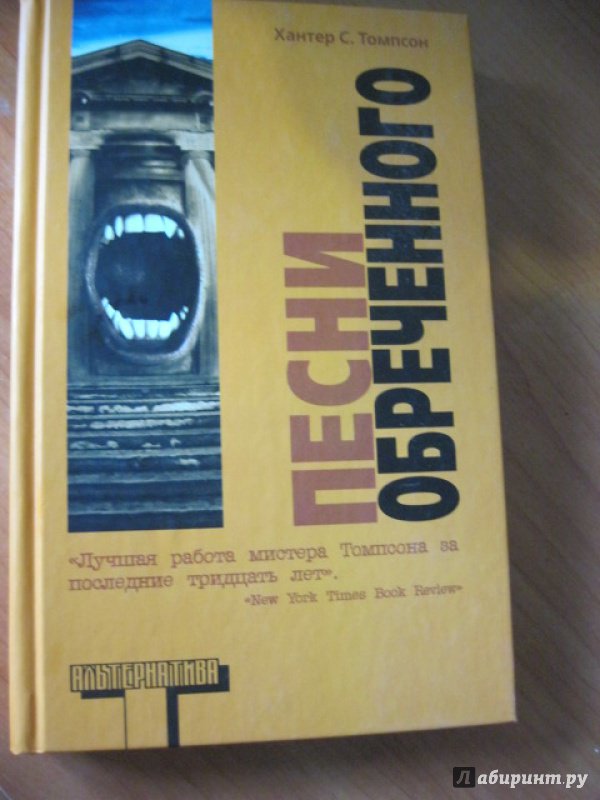 Хантер С. Томпсон
ПЕСНИ
ОБРЕЧЕННОГО
«Лучшая работа мистера Томпсона за
последние тридцать лет».
«New York Times Book Review»
АЛЬТЕРНАТИВА
Лабиринт.ру